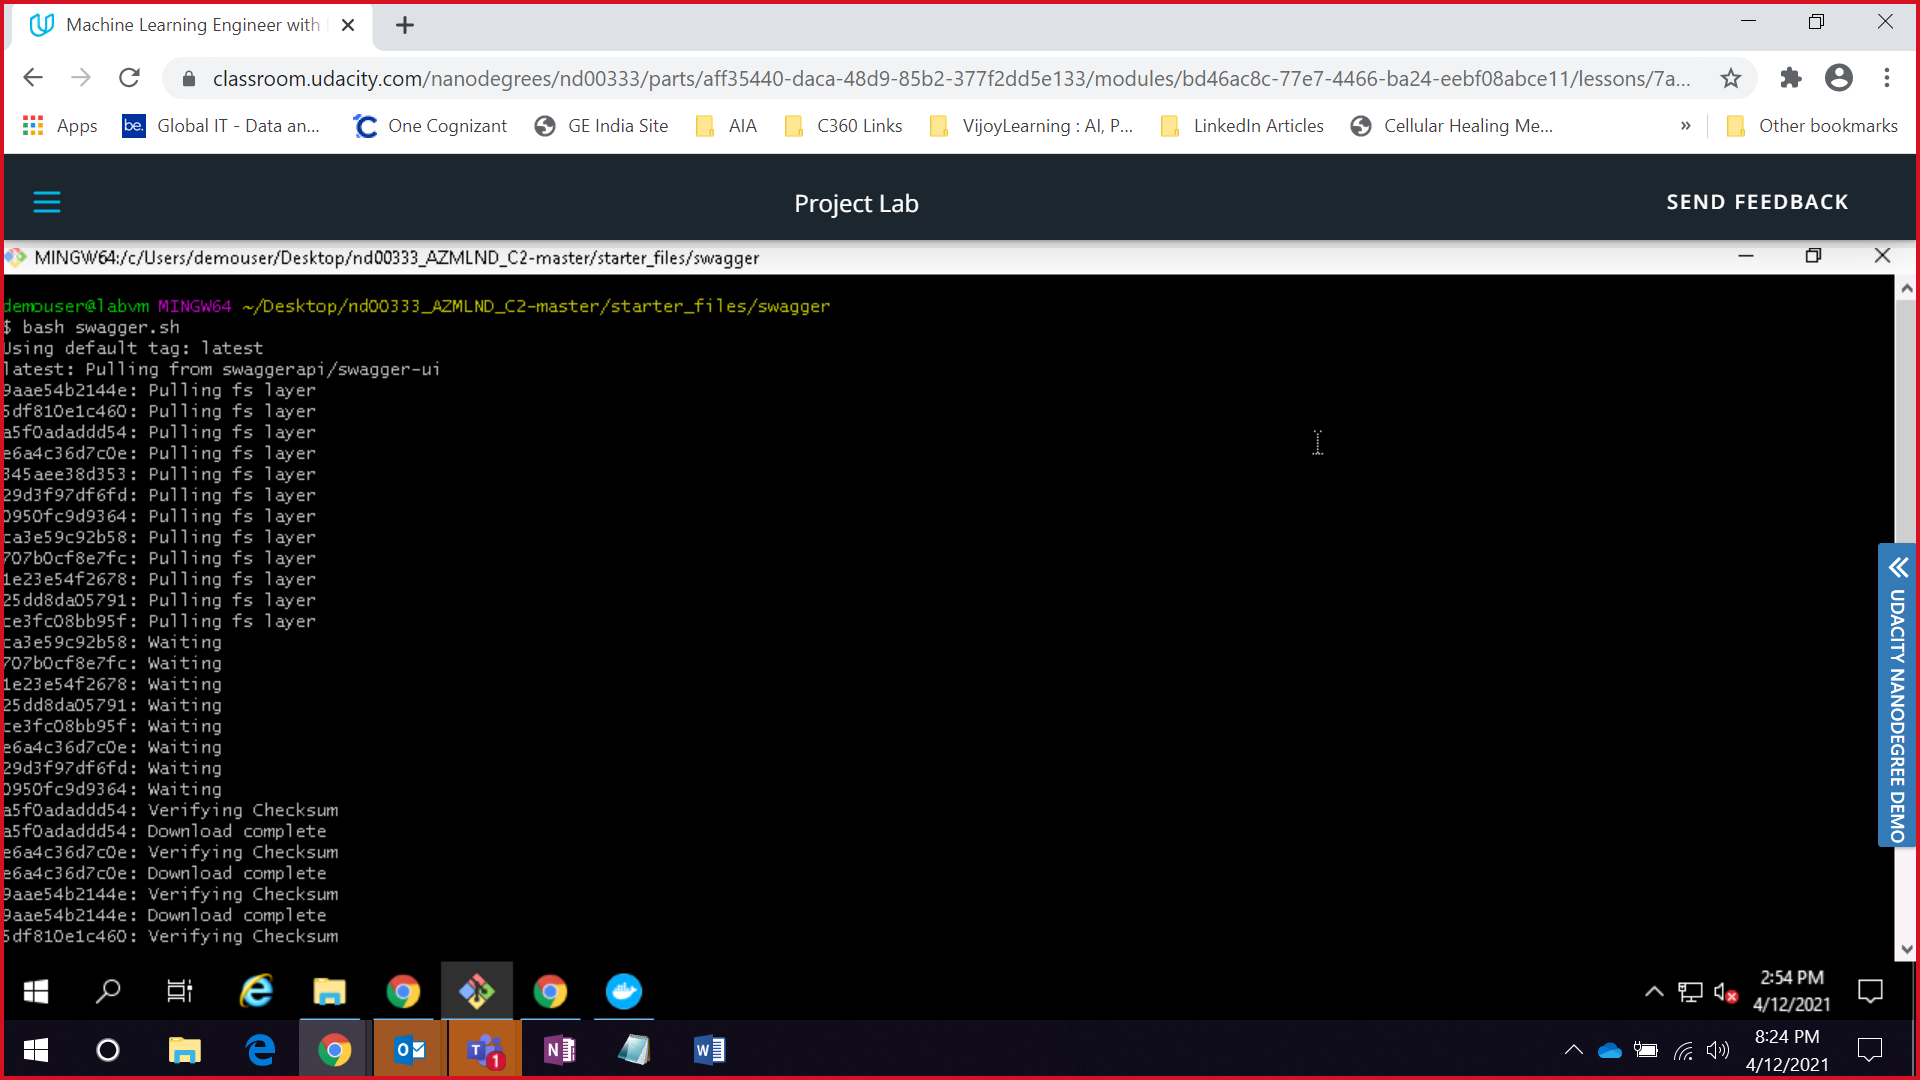 Machine Learning Engineer with
classroom.udacity.com/nanodegrees/nd00333/parts/aff35440-daca-48d9-85b2-377f2dd5e133/modules/bd46ac8c-77e7-4466-ba24-eebf08abce11/lessons/7a...
Apps be. Global IT - Data an... One Cognizant GE India Site AIA C360 Links VijoyLearning : AI, P... LinkedIn Articles Cellular Healing Me... » Other bookmarks
Project Lab SEND FEEDBACK
MINGW64:/c/Users/demouser/Desktop/nd00333_AZMLND_C2-master/starter_files/swagger
demouser@labvm MINGW64 ~/Desktop/nd00333_AZMLND_C2-master/starter_files/swagger
$ bash swagger.sh
Using default tag: latest
latest: Pulling from swaggerapi/swagger-ui
9aae54b2144e: Pulling fs layer
5df810e1c460: Pulling fs layer
a5f0adaddd54: Pulling fs layer
e6a4c36d7c0e: Pulling fs layer
345aee38d353: Pulling fs layer
29d3f97df6fd: Pulling fs layer
0950fc9d9364: Pulling fs layer
ca3e59c92b58: Pulling fs layer
707b0cf8e7fc: Pulling fs layer
1e23e54f2678: Pulling fs layer
25dd8da05791: Pulling fs layer
ce3fc08bb95f: Pulling fs layer
ca3e59c92b58: Waiting
707b0cf8e7fc: Waiting
1e23e54f2678: Waiting
25dd8da05791: Waiting
ce3fc08bb95f: Waiting
e6a4c36d7c0e: Waiting
29d3f97df6fd: Waiting
0950fc9d9364: Waiting
a5f0adaddd54: Verifying Checksum
a5f0adaddd54: Download complete
e6a4c36d7c0e: Verifying Checksum
e6a4c36d7c0e: Download complete
9aae54b2144e: Verifying Checksum
9aae54b2144e: Download complete
5df810e1c460: Verifying Checksum
UDACITY NANODEGREE DEMO
2:54 PM
4/12/2021
8:24 PM
4/12/2021